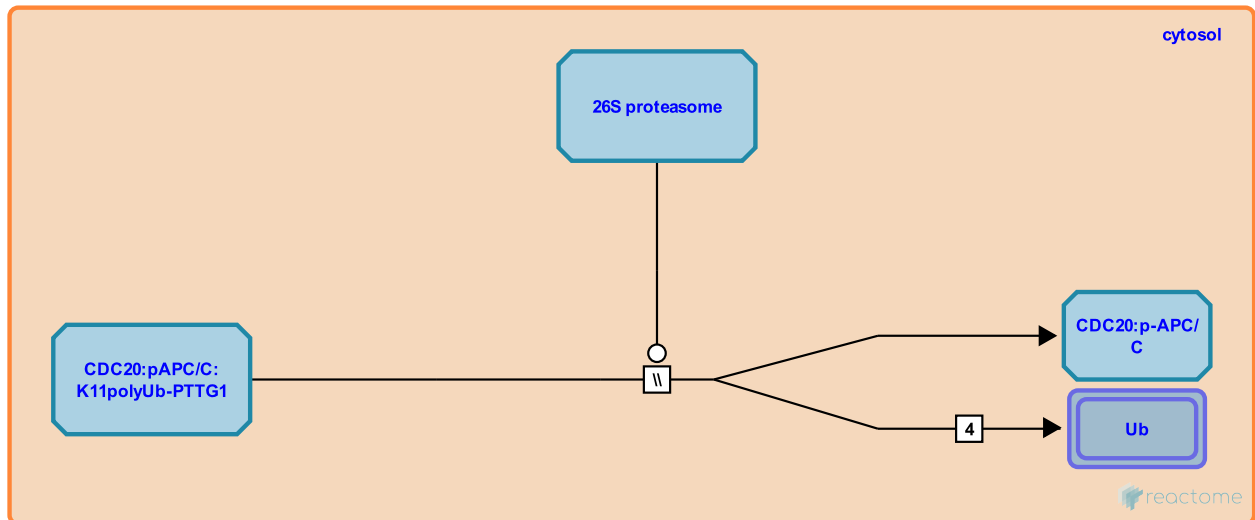 cytosol
26S proteasome
CDC20:pAPC/C:
K11polyUb-PTTG1
\\
CDC20:p-APC/
C
4
Ub
reactome